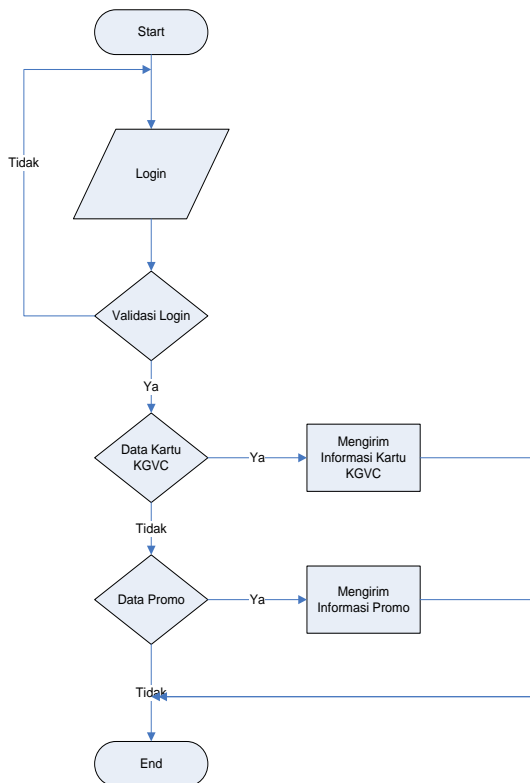 Start
Tidak
Login
Validasi Login
Ya
Data Kartu
KGVC
Ya
Mengirim
Informasi Kartu
KGVC
Tidak
Data Promo
Ya
Mengirim
Informasi Promo
Tidak
End